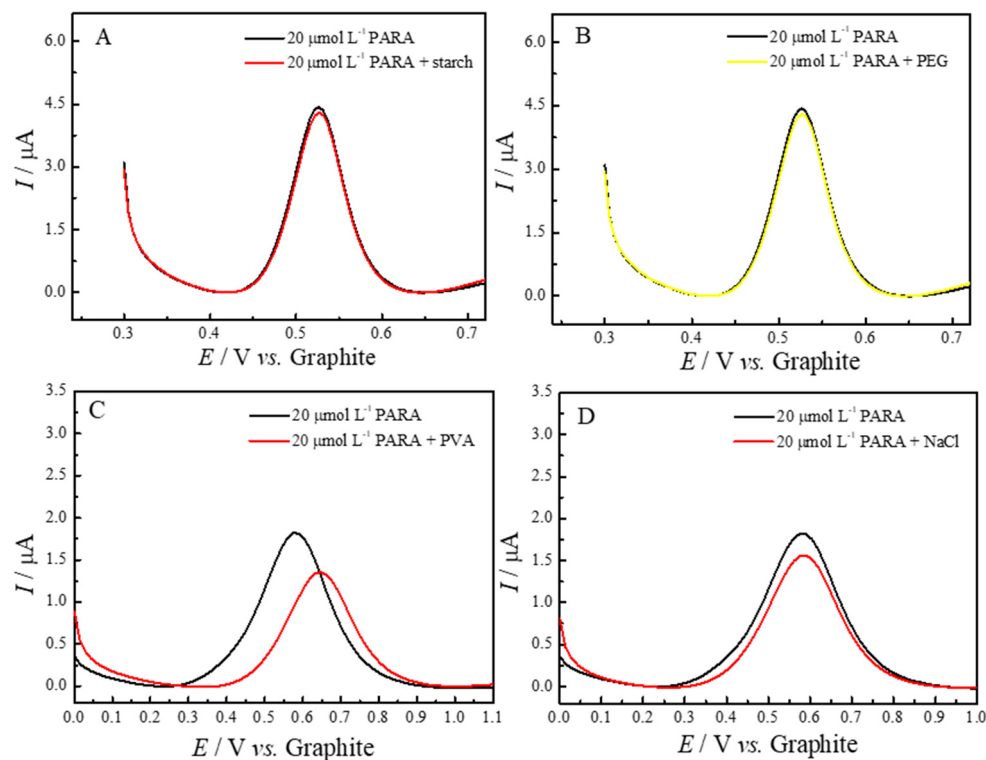 A
20 μmol L⁻¹ PARA
20 μmol L⁻¹ PARA + starch
6.0
4.5
3.0
1.5
0.0
I / μA
0.3 0.4 0.5 0.6 0.7
E / V vs. Graphite
B
20 μmol L⁻¹ PARA
20 μmol L⁻¹ PARA + PEG
6.0
4.5
3.0
1.5
0.0
I / μA
0.3 0.4 0.5 0.6 0.7
E / V vs. Graphite
C
20 μmol L⁻¹ PARA
20 μmol L⁻¹ PARA + PVA
3.5
3.0
2.5
2.0
1.5
1.0
0.5
0.0
I / μA
0.0 0.1 0.2 0.3 0.4 0.5 0.6 0.7 0.8 0.9 1.0 1.1
E / V vs. Graphite
D
20 μmol L⁻¹ PARA
20 μmol L⁻¹ PARA + NaCl
3.5
3.0
2.5
2.0
1.5
1.0
0.5
0.0
I / μA
0.0 0.1 0.2 0.3 0.4 0.5 0.6 0.7 0.8 0.9 1.0
E / V vs. Graphite